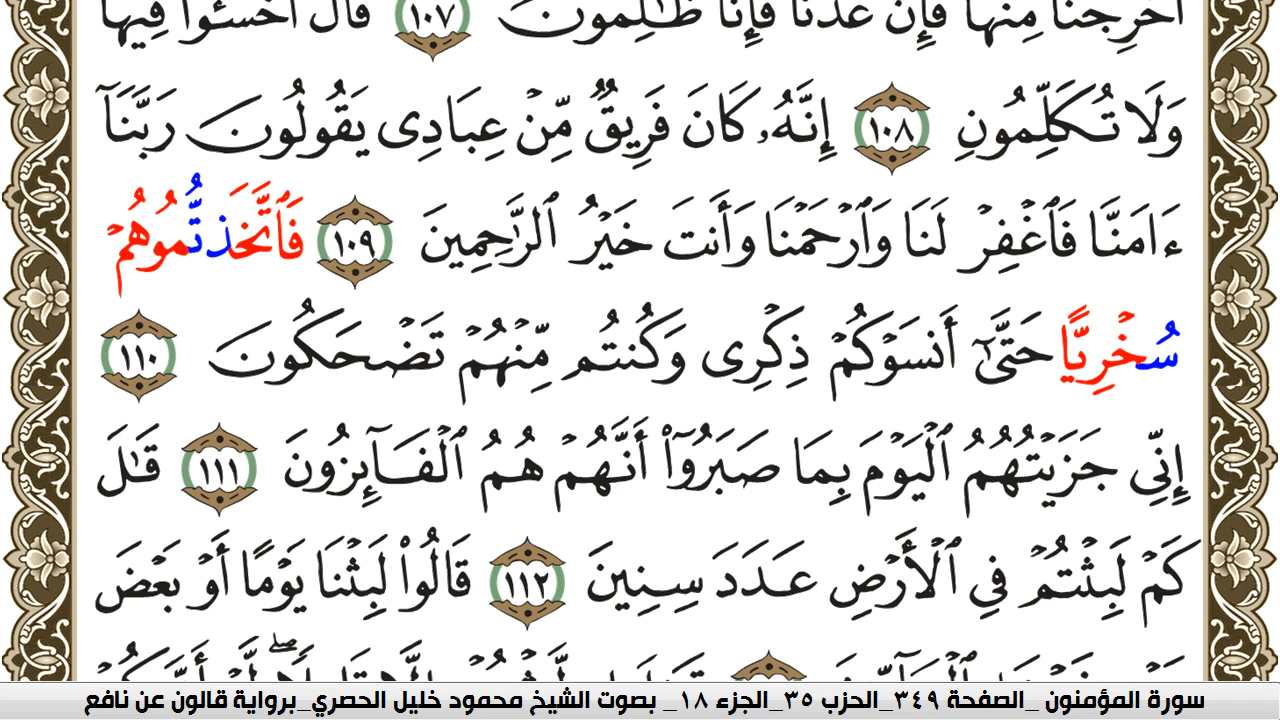 أَخْرِجْنَا مِنْهَا فَإِنْ عُدْنَا فَإِنَّا ظَٰلِمُونَ ١٠٧ قَالَ ٱخْسَـُٔوا۟ فِيهَا
وَلَا تُكَلِّمُونِ ١٠٨ إِنَّهُۥ كَانَ فَرِيقٌ مِّنْ عِبَادِى يَقُولُونَ رَبَّنَآ
ءَامَنَّا فَٱغْفِرْ لَنَا وَٱرْحَمْنَا وَأَنتَ خَيْرُ ٱلرَّٰحِمِينَ ١٠٩ فَٱتَّخَذتُّمُوهُمْ
سُخْرِيًّا حَتَّىٰٓ أَنسَوْكُمْ ذِكْرِى وَكُنتُم مِّنْهُمْ تَضْحَكُونَ ١١٠
إِنِّى جَزَيْتُهُمُ ٱلْيَوْمَ بِمَا صَبَرُوٓا۟ أَنَّهُمْ هُمُ ٱلْفَآئِزُونَ ١١١ قَٰلَ
كَمْ لَبِثْتُمْ فِى ٱلْأَرْضِ عَدَدَ سِنِينَ ١١٢ قَالُوا۟ لَبِثْنَا يَوْمًا أَوْ بَعْضَ
سورة المؤمنون _الصفحة ٣٤٩_الحزب ٣٥_الجزء ١٨_ بصوت الشيخ محمود خليل الحصري_برواية قالون عن نافع